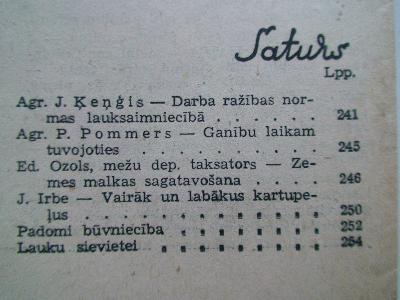 Saturs
Lpp.
Agr. J. Ķeņģis — Darba ražības nor-
mas lauksaimniecībā . . . . . . 241
Agr. P. Pommers — Ganību laikam
tuvojoties . . . . . . . . . . 245
Ed. Ozols, mežu dep. taksators — Ze-
mes malkas sagatavošana . . . . 246
J. Irbe — Vairāk un labākus kartupe-
ļus . . . . . . . . . . . . 250
Padomi būvniecība . . . . . . . 252
Lauku sievietei . . . . . . . . 254